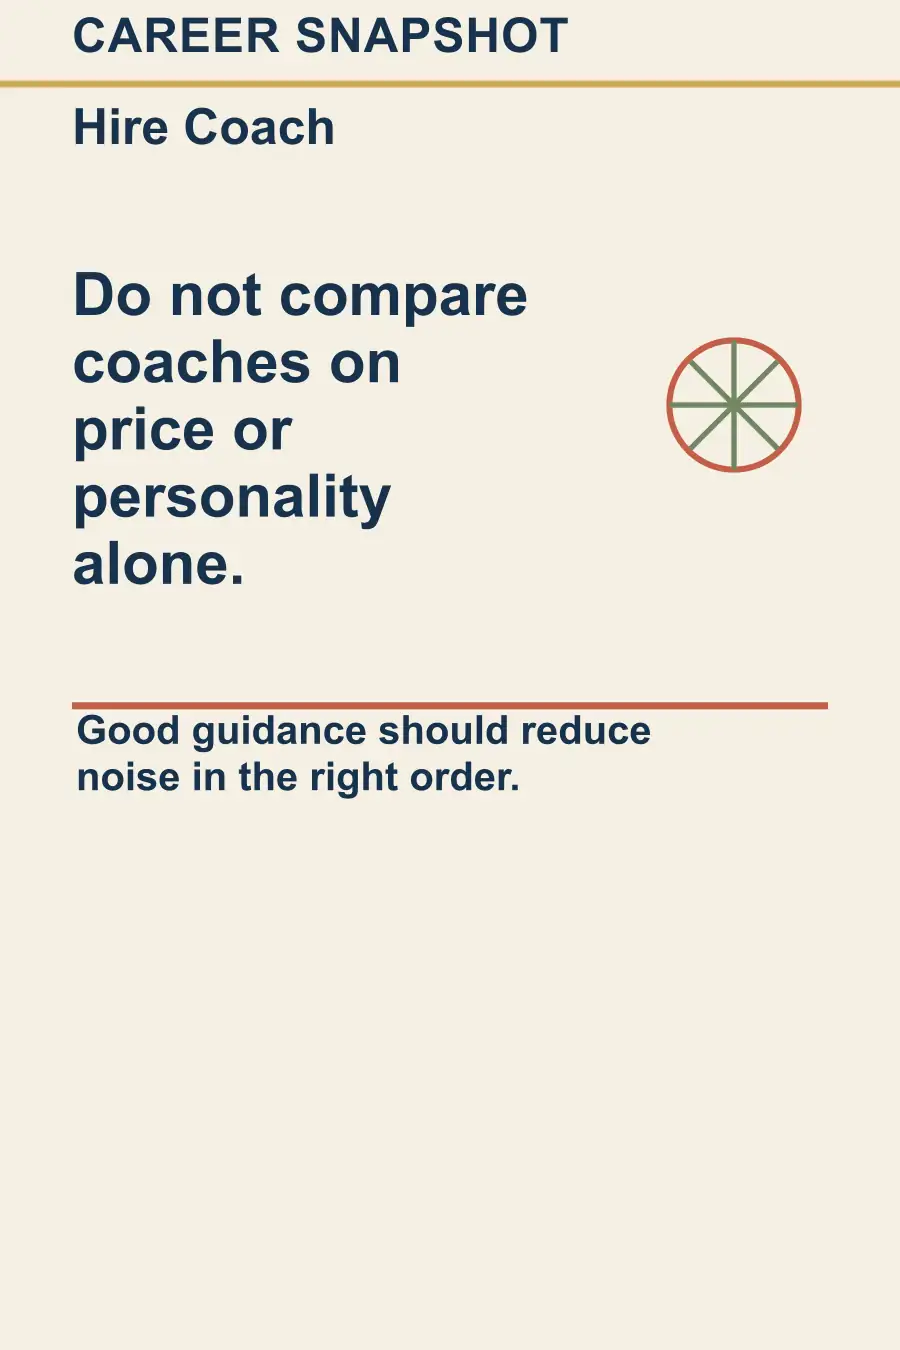 CAREER SNAPSHOT
Hire Coach
Do not compare
coaches on
price or
personality
alone.
Good guidance should reduce
noise in the right order.